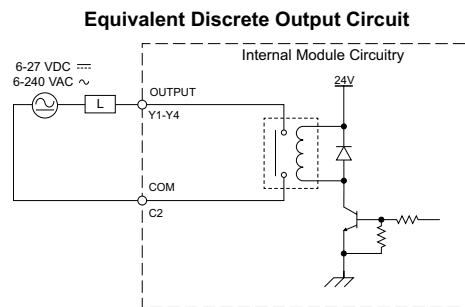 Equivalent Discrete Output Circuit
Internal Module Circuitry
6-27 VDC ⎓
6-240 VAC ∿
24V
OUTPUT
L
Y1-Y4
COM
C2